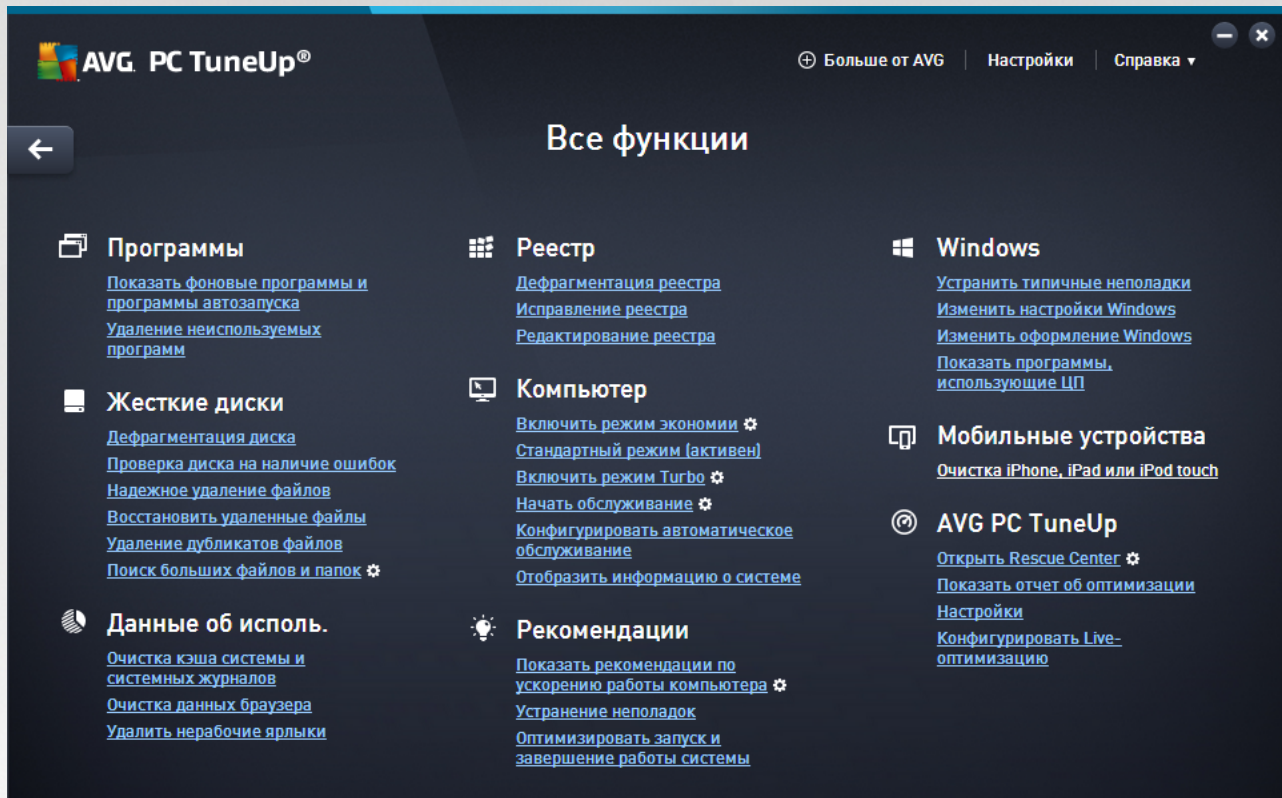 AVG PC TuneUp®
Больше от AVG
Настройки
Справка
Все функции
Программы
Показать фоновые программы и
программы автозапуска
Удаление неиспользуемых
программ
Жесткие диски
Дефрагментация диска
Проверка диска на наличие ошибок
Надежное удаление файлов
Восстановить удаленные файлы
Удаление дубликатов файлов
Поиск больших файлов и папок
Данные об исполь.
Очистка кэша системы и
системных журналов
Очистка данных браузера
Удалить нерабочие ярлыки
Реестр
Дефрагментация реестра
Исправление реестра
Редактирование реестра
Компьютер
Включить режим экономии
Стандартный режим (активен)
Включить режим Turbo
Начать обслуживание
Конфигурировать автоматическое
обслуживание
Отобразить информацию о системе
Рекомендации
Показать рекомендации по
ускорению работы компьютера
Устранение неполадок
Оптимизировать запуск и
завершение работы системы
Windows
Устранить типичные неполадки
Изменить настройки Windows
Изменить оформление Windows
Показать программы,
использующие ЦП
Мобильные устройства
Очистка iPhone, iPad или iPod touch
AVG PC TuneUp
Открыть Rescue Center
Показать отчет об оптимизации
Настройки
Конфигурировать Live-
оптимизацию